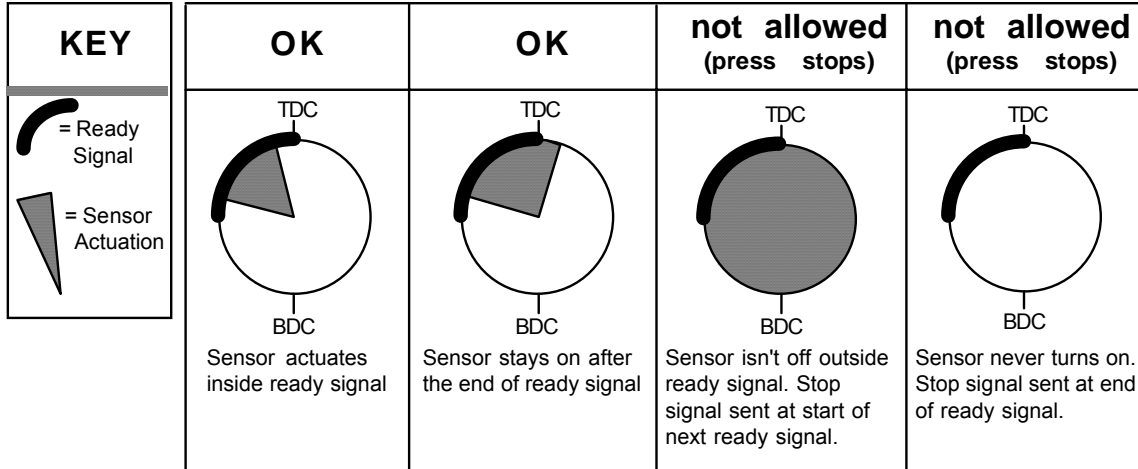 KEY
= Ready
Signal
= Sensor
Actuation
OK
TDC
BDC
Sensor actuates
inside ready signal
OK
TDC
BDC
Sensor stays on after
the end of ready signal
not allowed
(press stops)
TDC
BDC
Sensor isn't off outside
ready signal. Stop
signal sent at start of
next ready signal.
not allowed
(press stops)
TDC
BDC
Sensor never turns on.
Stop signal sent at end
of ready signal.